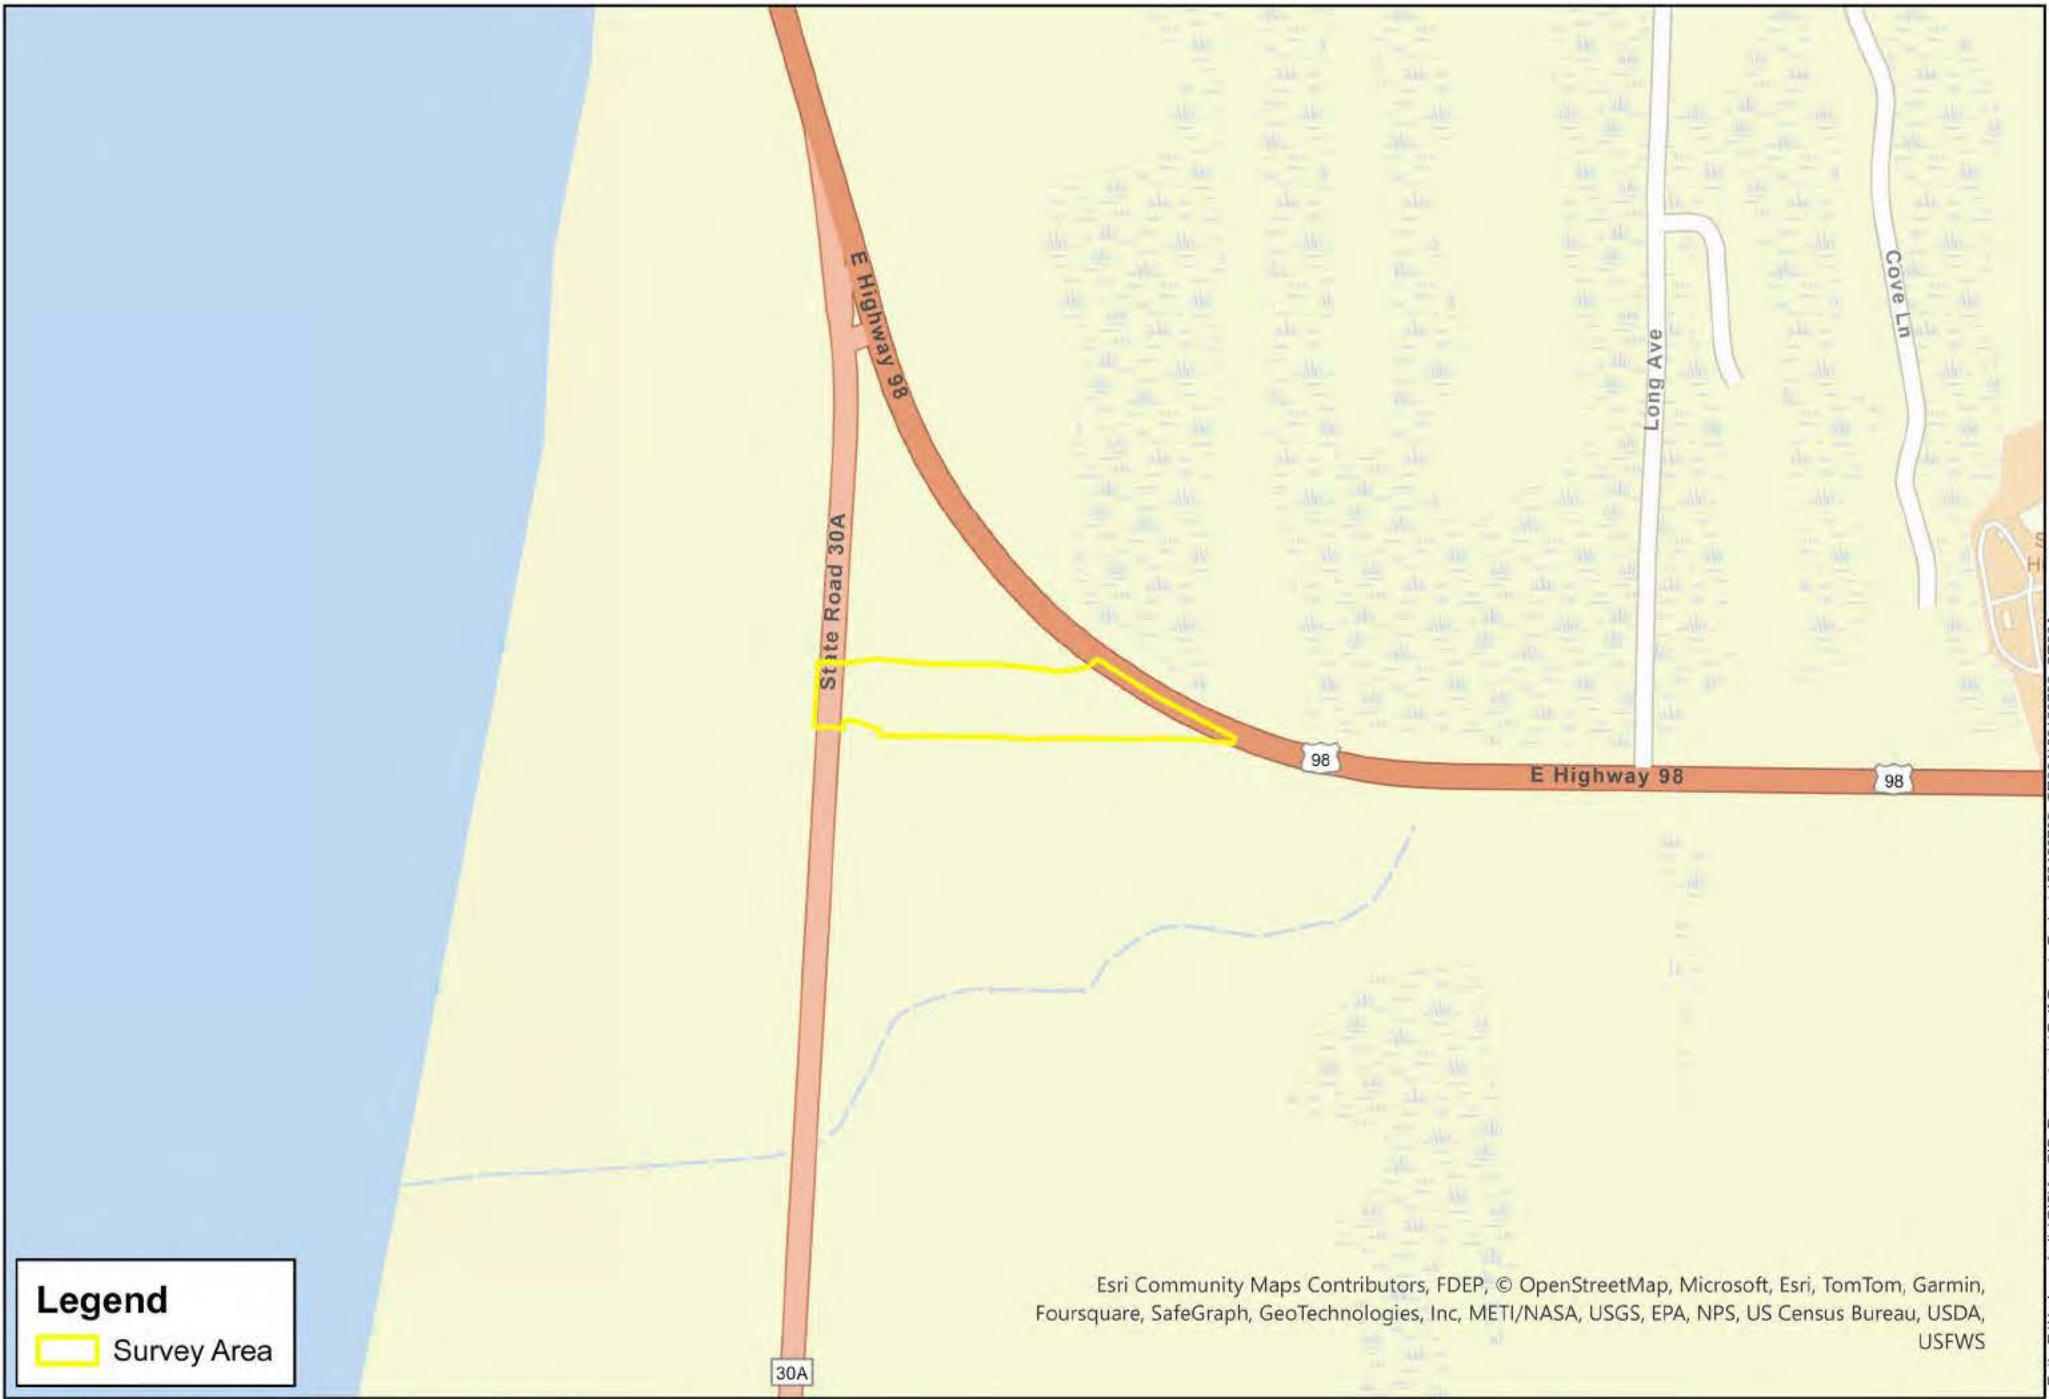 E Highway 98
Cove Ln
Long Ave
State Road 30A
98
E Highway 98
98
Legend
Survey Area
30A
Esri Community Maps Contributors, FDEP, © OpenStreetMap, Microsoft, Esri, TomTom, Garmin,
Foursquare, SafeGraph, GeoTechnologies, Inc, METI/NASA, USGS, EPA, NPS, US Census Bureau, USDA,
USFWS